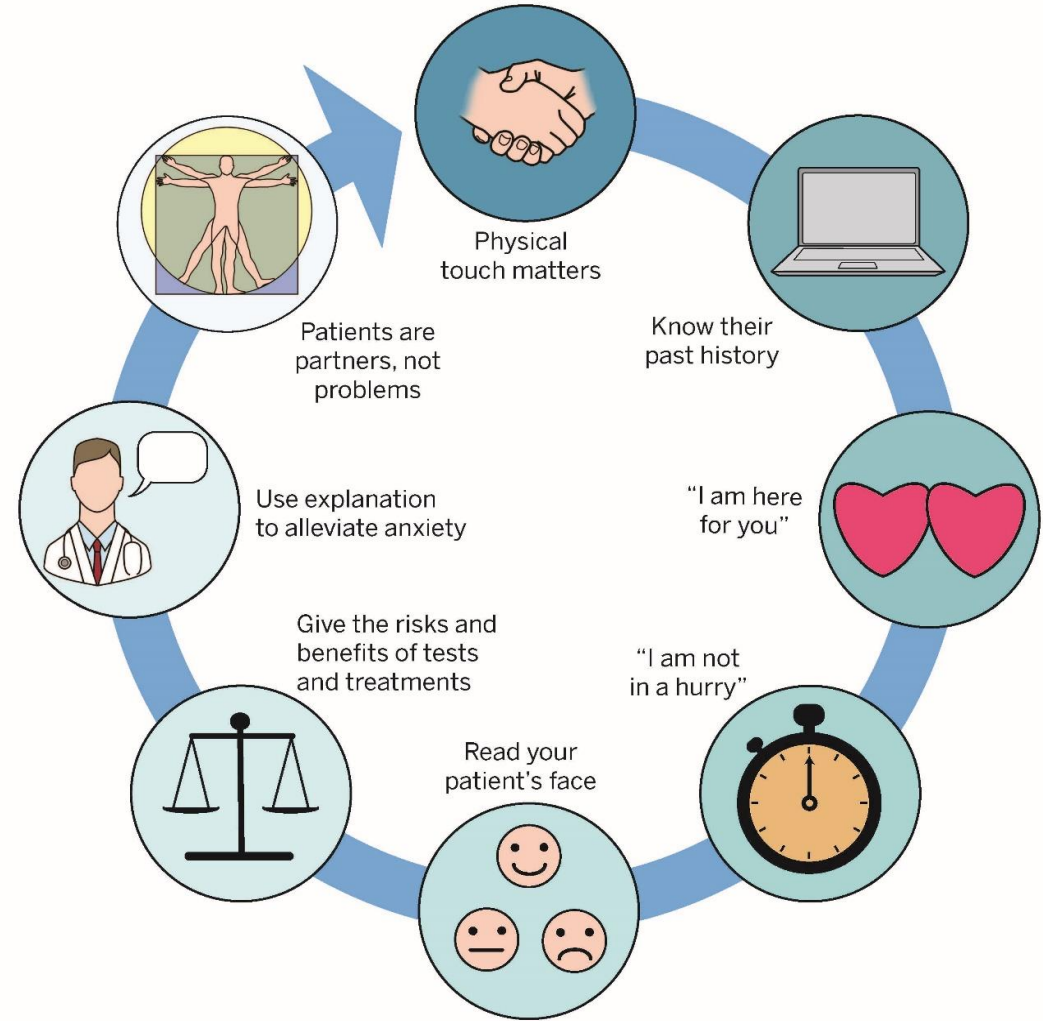 Physical
touch matters
Know their
past history
“I am here
for you”
“I am not
in a hurry”
Read your
patient’s face
Give the risks and
benefits of tests
and treatments
Use explanation
to alleviate anxiety
Patients are
partners, not
problems